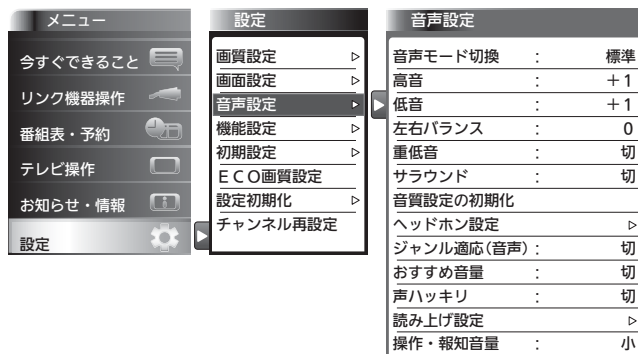 メニュー
今すぐできること
リンク機器操作
番組表・予約
テレビ操作
お知らせ・情報
設定
設定
画質設定
画面設定
音声設定
機能設定
初期設定
ECO画質設定
設定初期化
チャンネル再設定
音声設定
音声モード切換 : 標準
高音 : +1
低音 : +1
左右バランス : 0
重低音 : 切
サラウンド : 切
音質設定の初期化
ヘッドホン設定
ジャンル適応(音声) : 切
おすすめ音量 : 切
声ハッキリ : 切
読み上げ設定
操作・報知音量 : 小